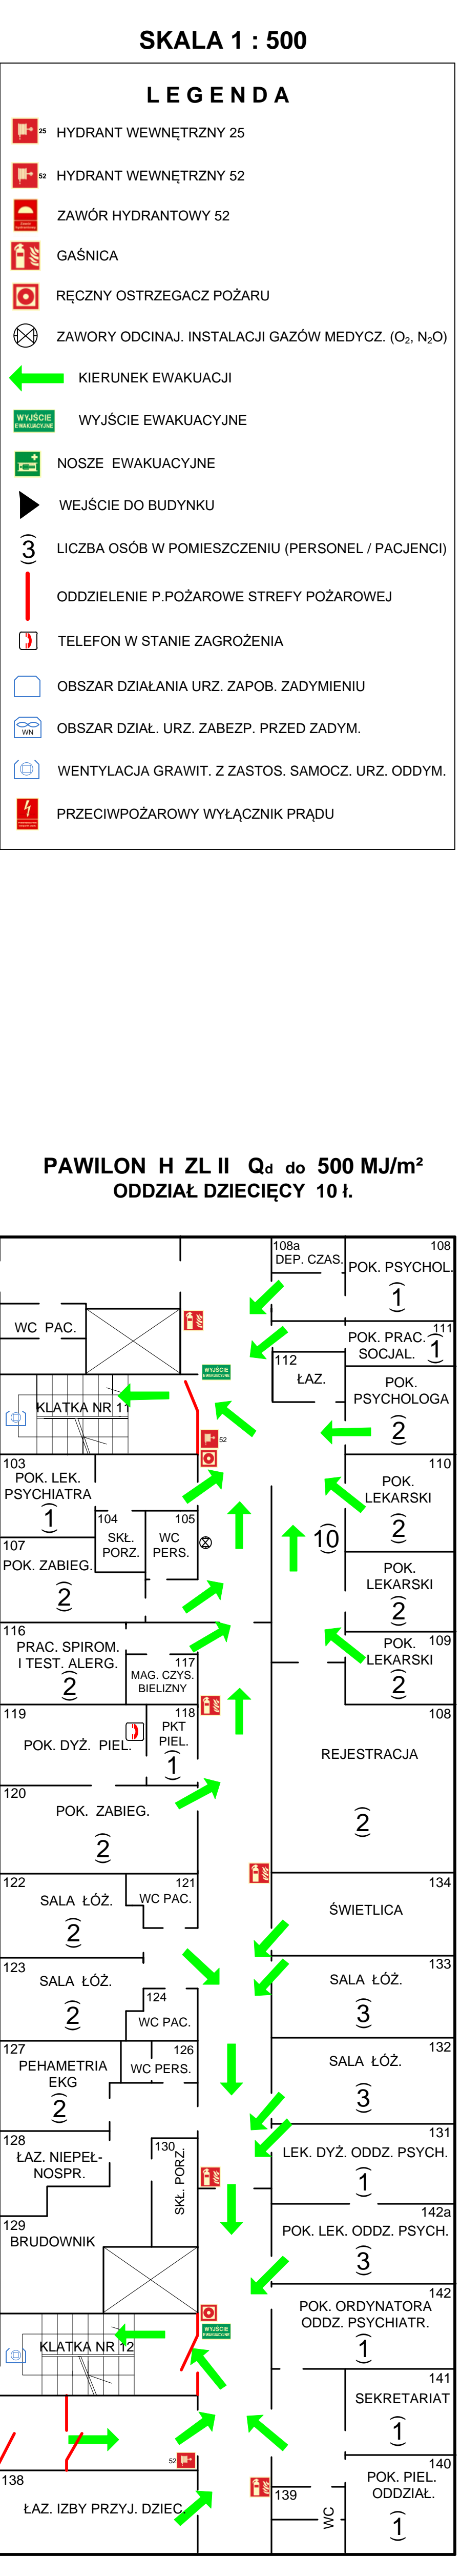 SKALA 1 : 500
L E G E N D A
25 HYDRANT WEWNĘTRZNY 25
52 HYDRANT WEWNĘTRZNY 52
ZAWÓR HYDRANTOWY 52
GAŚNICA
RĘCZNY OSTRZEGACZ POŻARU
ZAWORY ODCINAJ. INSTALACJI GAZÓW MEDYCZ. (O₂, N₂O)
KIERUNEK EWAKUACJI
WYJŚCIE
EWAKUACYJNE
WYJŚCIE EWAKUACYJNE
NOSZE EWAKUACYJNE
WEJŚCIE DO BUDYNKU
3 LICZBA OSÓB W POMIESZCZENIU (PERSONEL / PACJENCI)
ODDZIELENIE P.POŻAROWE STREFY POŻAROWEJ
TELEFON W STANIE ZAGROŻENIA
OBSZAR DZIAŁANIA URZ. ZAPOB. ZADYMIENIU
WN OBSZAR DZIAŁ. URZ. ZABEZP. PRZED ZADYM.
WENTYLACJA GRAWIT. Z ZASTOS. SAMOCZ. URZ. ODDYM.
PRZECIWPOŻAROWY WYŁĄCZNIK PRĄDU
PAWILON H ZL II Qd do 500 MJ/m²
ODDZIAŁ DZIECIĘCY 10 ł.
108a
DEP. CZAS.
108
POK. PSYCHOL.
1
WC PAC.
111
POK. PRAC.
SOCJAL.
1
112
ŁAZ.
WYJŚCIE
EWAKUACYJNE
POK.
PSYCHOLOGA
2
KLATKA NR 11
52
103
POK. LEK.
PSYCHIATRA
1
110
POK.
LEKARSKI
2
104
SKŁ.
PORZ.
105
WC
PERS.
10
107
POK. ZABIEG.
2
POK.
LEKARSKI
2
116
PRAC. SPIROM.
I TEST. ALERG.
2
117
MAG. CZYS.
BIELIZNY
109
POK.
LEKARSKI
2
119
POK. DYŻ. PIEL.
118
PKT
PIEL.
1
108
REJESTRACJA
2
120
POK. ZABIEG.
2
122
SALA ŁÓŻ.
2
121
WC PAC.
134
ŚWIETLICA
123
SALA ŁÓŻ.
2
124
WC PAC.
133
SALA ŁÓŻ.
3
127
PEHAMETRIA
EKG
2
126
WC PERS.
132
SALA ŁÓŻ.
3
128
ŁAZ. NIEPEŁ-
NOSPR.
130
SKŁ. PORZ.
131
LEK. DYŻ. ODDZ. PSYCH.
1
129
BRUDOWNIK
142a
POK. LEK. ODDZ. PSYCH.
3
142
POK. ORDYNATORA
ODDZ. PSYCHIATR.
1
WYJŚCIE
EWAKUACYJNE
KLATKA NR 12
141
SEKRETARIAT
1
52
138
ŁAZ. IZBY PRZYJ. DZIEC.
139
WC
140
POK. PIEL.
ODDZIAŁ.
1